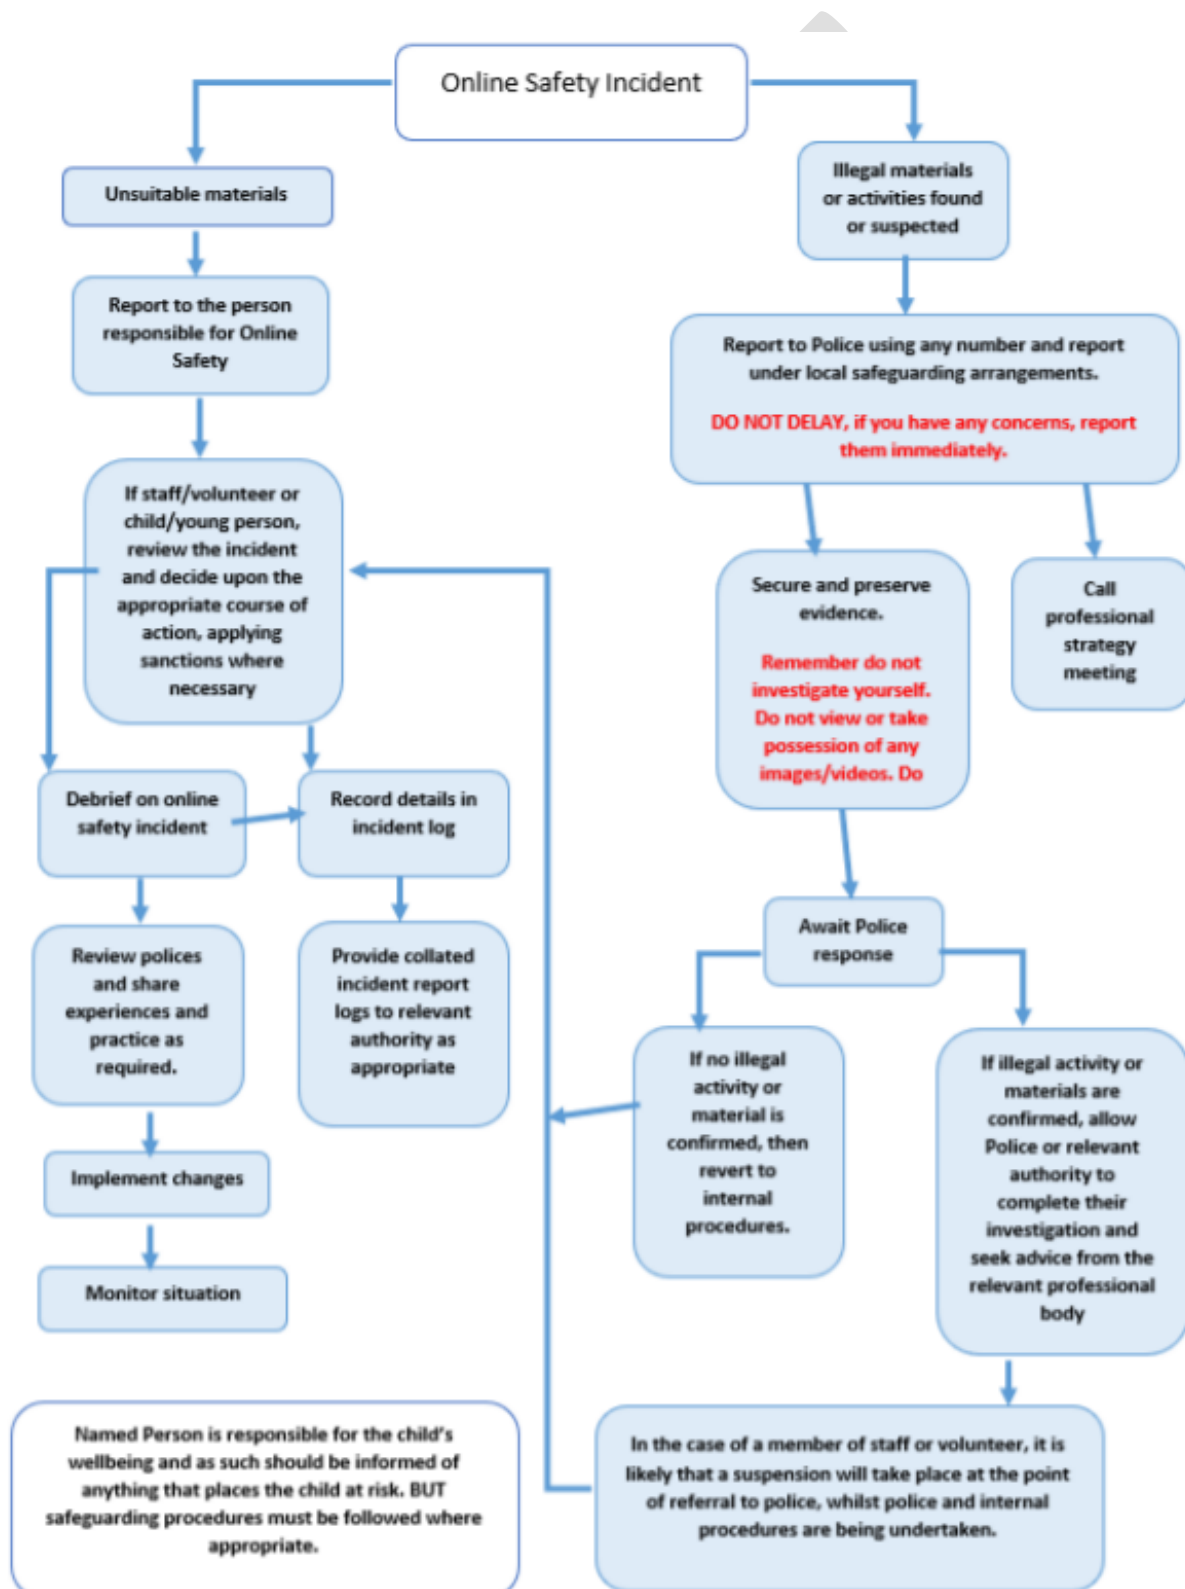 Online Safety Incident
Unsuitable materials
Report to the person
responsible for Online
Safety
If staff/volunteer or
child/young person,
review the incident
and decide upon the
appropriate course of
action, applying
sanctions where
necessary
Debrief on online
safety incident
Record details in
incident log
Review polices
and share
experiences and
practice as
required.
Provide collated
incident report
logs to relevant
authority as
appropriate
Implement changes
Monitor situation
Named Person is responsible for the child's
wellbeing and as such should be informed of
anything that places the child at risk. BUT
safeguarding procedures must be followed where
appropriate.
Illegal materials
or activities found
or suspected
Report to Police using any number and report
under local safeguarding arrangements.
DO NOT DELAY, if you have any concerns, report
them immediately.
Secure and preserve
evidence.
Remember do not
investigate yourself.
Do not view or take
possession of any
images/videos. Do
Call
professional
strategy
meeting
Await Police
response
If no illegal
activity or
material is
confirmed, then
revert to
internal
procedures.
If illegal activity or
materials are
confirmed, allow
Police or relevant
authority to
complete their
investigation and
seek advice from the
relevant professional
body
In the case of a member of staff or volunteer, it is
likely that a suspension will take place at the point
of referral to police, whilst police and internal
procedures are being undertaken.